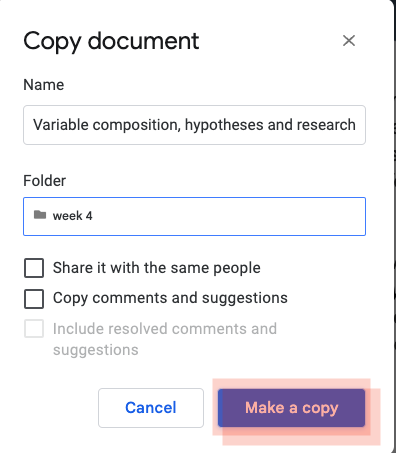 Copy document
Name
Variable composition, hypotheses and research
Folder
week 4
Share it with the same people
Copy comments and suggestions
Include resolved comments and
suggestions
Cancel
Make a copy